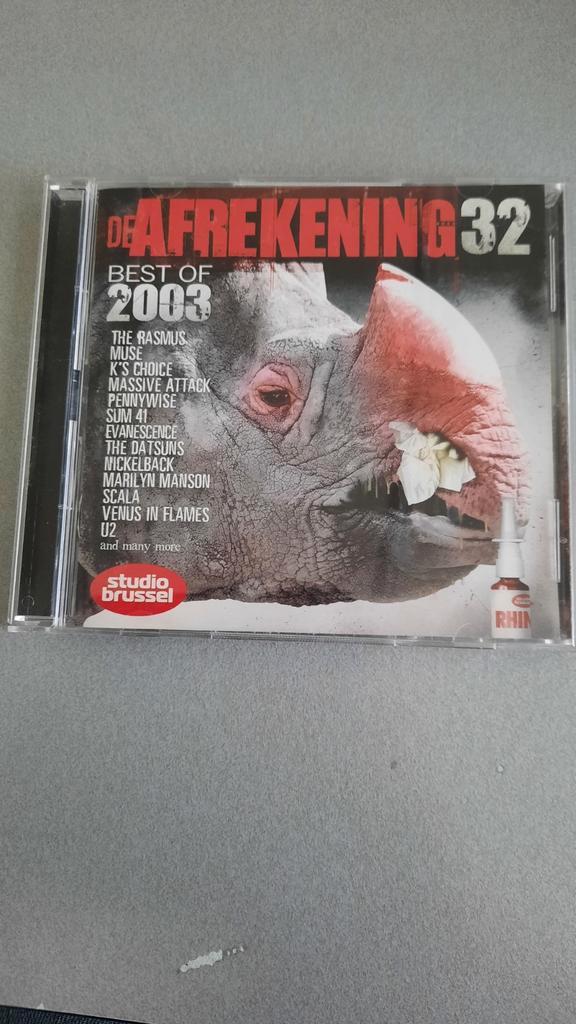 DE AFREKENING 32
BEST OF
2003
THE RASMUS
MUSE
K'S CHOICE
MASSIVE ATTACK
PENNYWISE
SUM 41
EVANESCENCE
THE DATSUNS
NICKELBACK
MARILYN MANSON
SCALA
VENUS IN FLAMES
U2
and many more
studio
brussel
RHIN